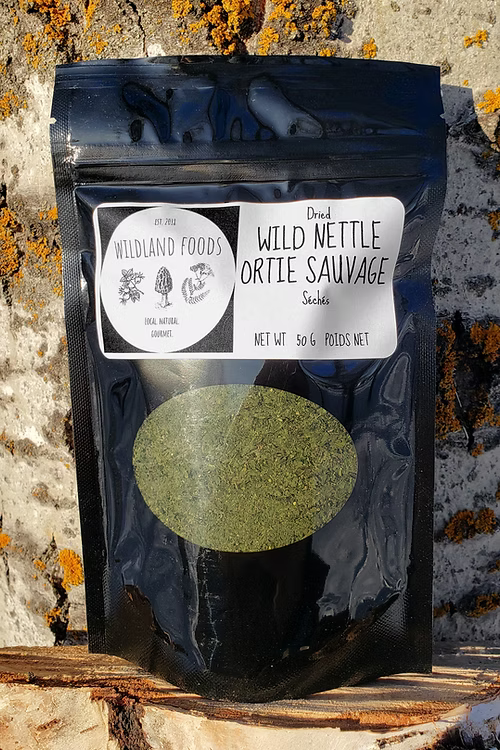 EST. 2013
WILDLAND FOODS
LOCAL. NATURAL.
GOURMET.
Dried
WILD NETTLE
ORTIE SAUVAGE
Séchés
NET WT 50 G POIDS NET